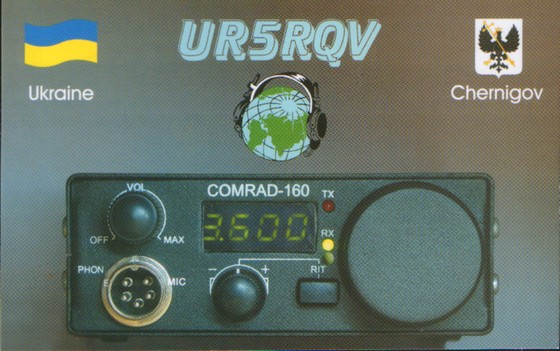 UR5RQV
Ukraine
Chernigov
COMRAD-160
VOL
OFF
MAX
3.600
TX
RX
PHON
MIC
−
+
RIT